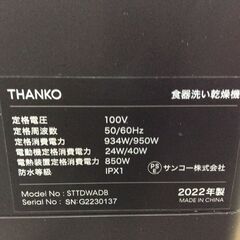 THANKO 食器洗い乾燥機
定格電圧 100V
定格周波数 50/60Hz
定格消費電力 934W/950W
電動機定格消費電力 24W/40W
電熱装置定格消費電力 850W
防水等級 IPX1
PSE サンコー株式会社
Model No : STTDWADB 2022年製
Serial No : SN:G2230137 MADE IN CHINA